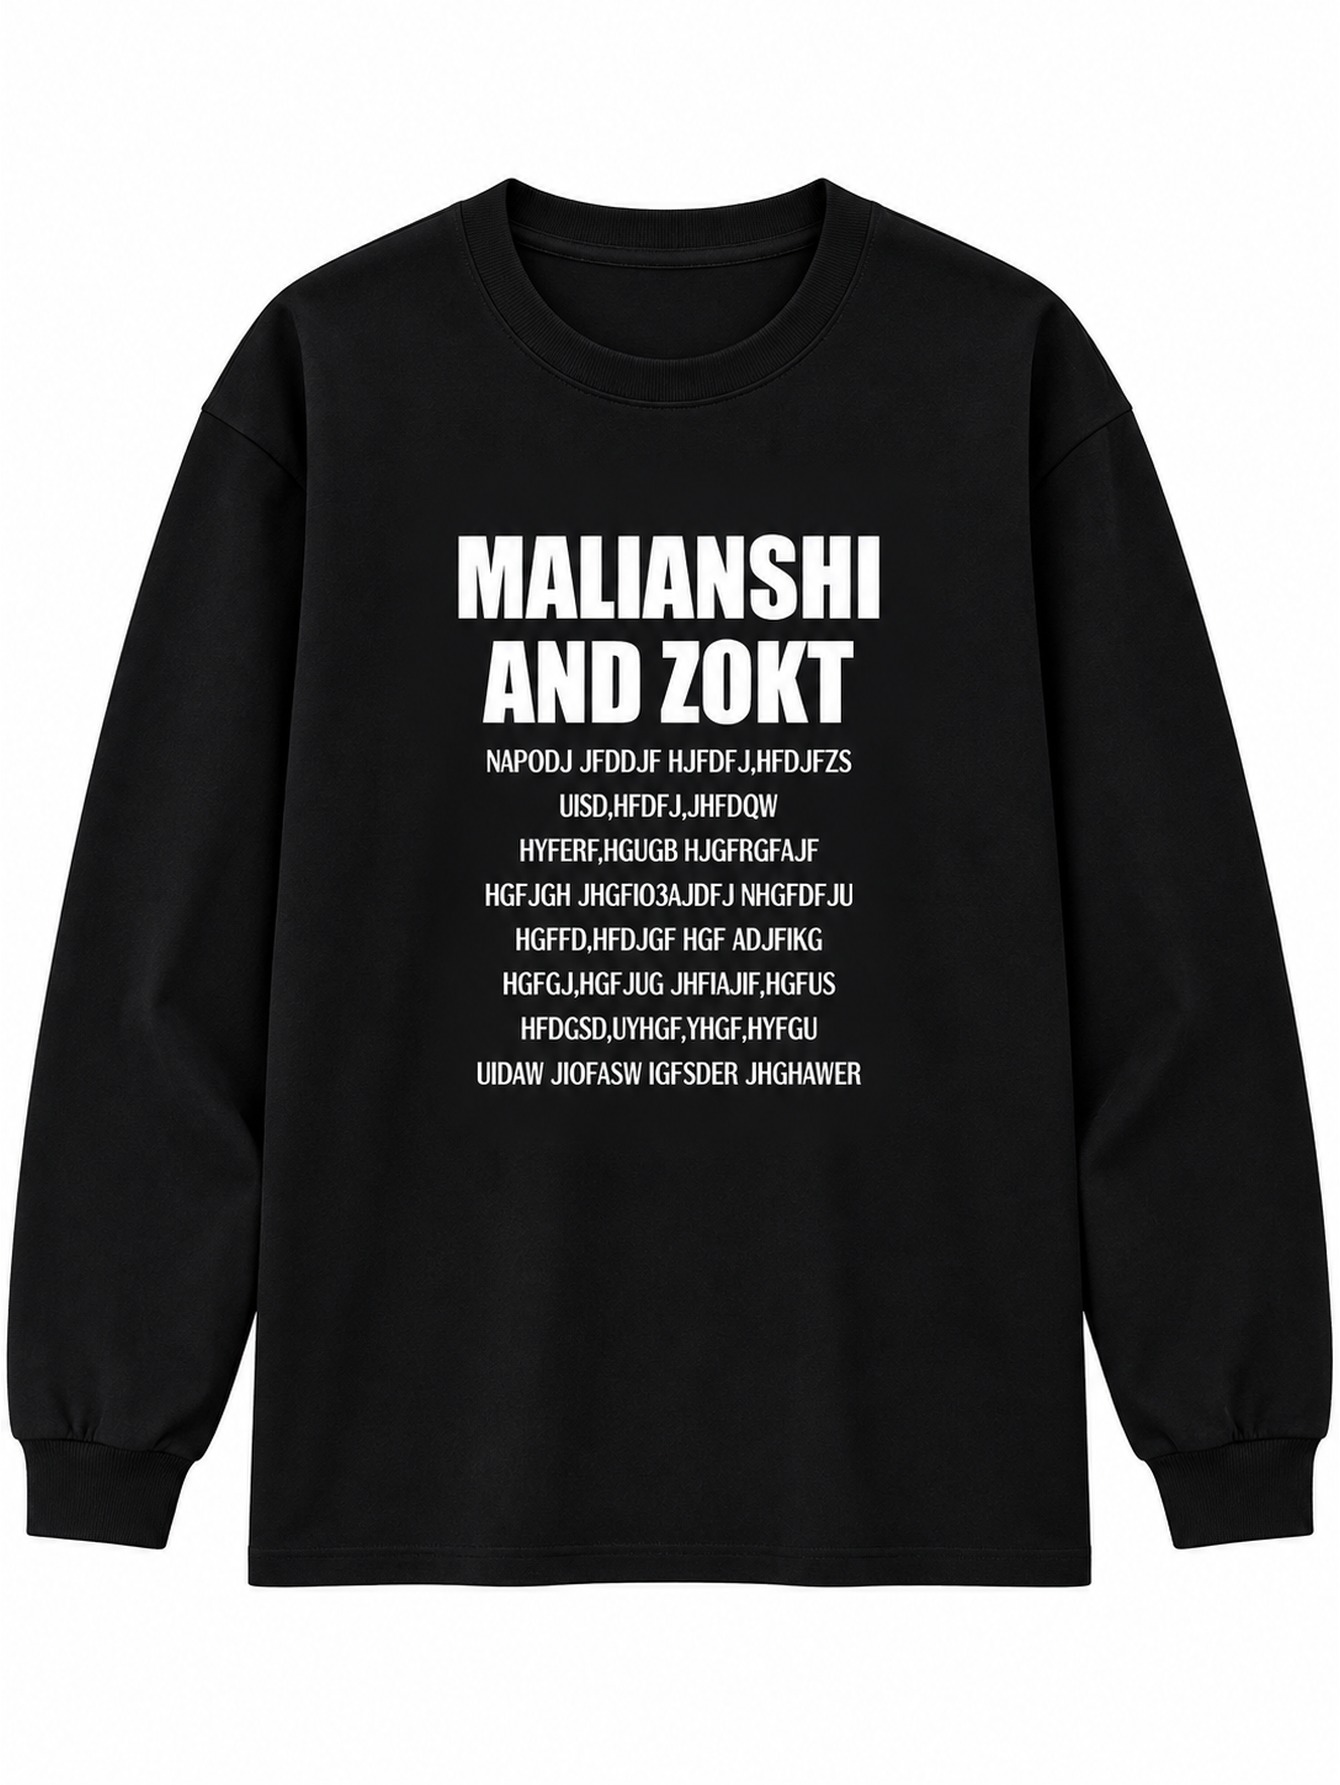 MALIANSHI
AND ZOKT
NAPODJ JFDDJF HJFDFJ,HFDJFZS
UISD,HFDFJ,JHFDQW
HYFERF,HGUGB HJGFRGFAJF
HGFJGH JHGFIO3AJDFJ NHGFDFJU
HGFFD,HFDJGF HGF ADJFIKG
HGFGJ,HGFJUG JHFIAJIF,HGFUS
HFDGSD,UYHGF,YHGF,HYFGU
UIDAW JIOFASW IGFSDER JHGHAWER